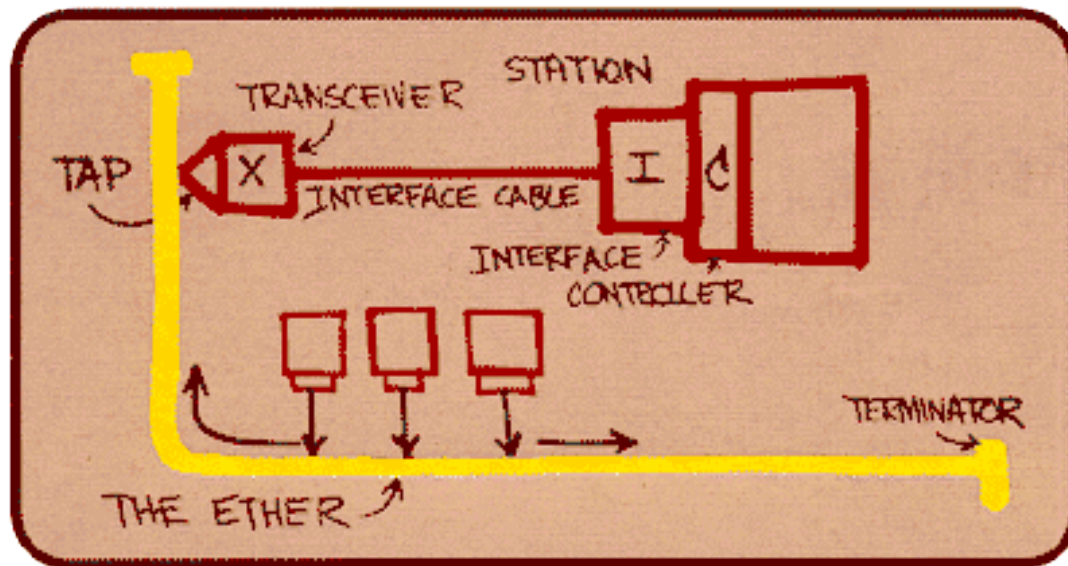 STATION
TRANSCEIVER
TAP
X
I
C
INTERFACE CABLE
INTERFACE
CONTROLLER
TERMINATOR
THE ETHER